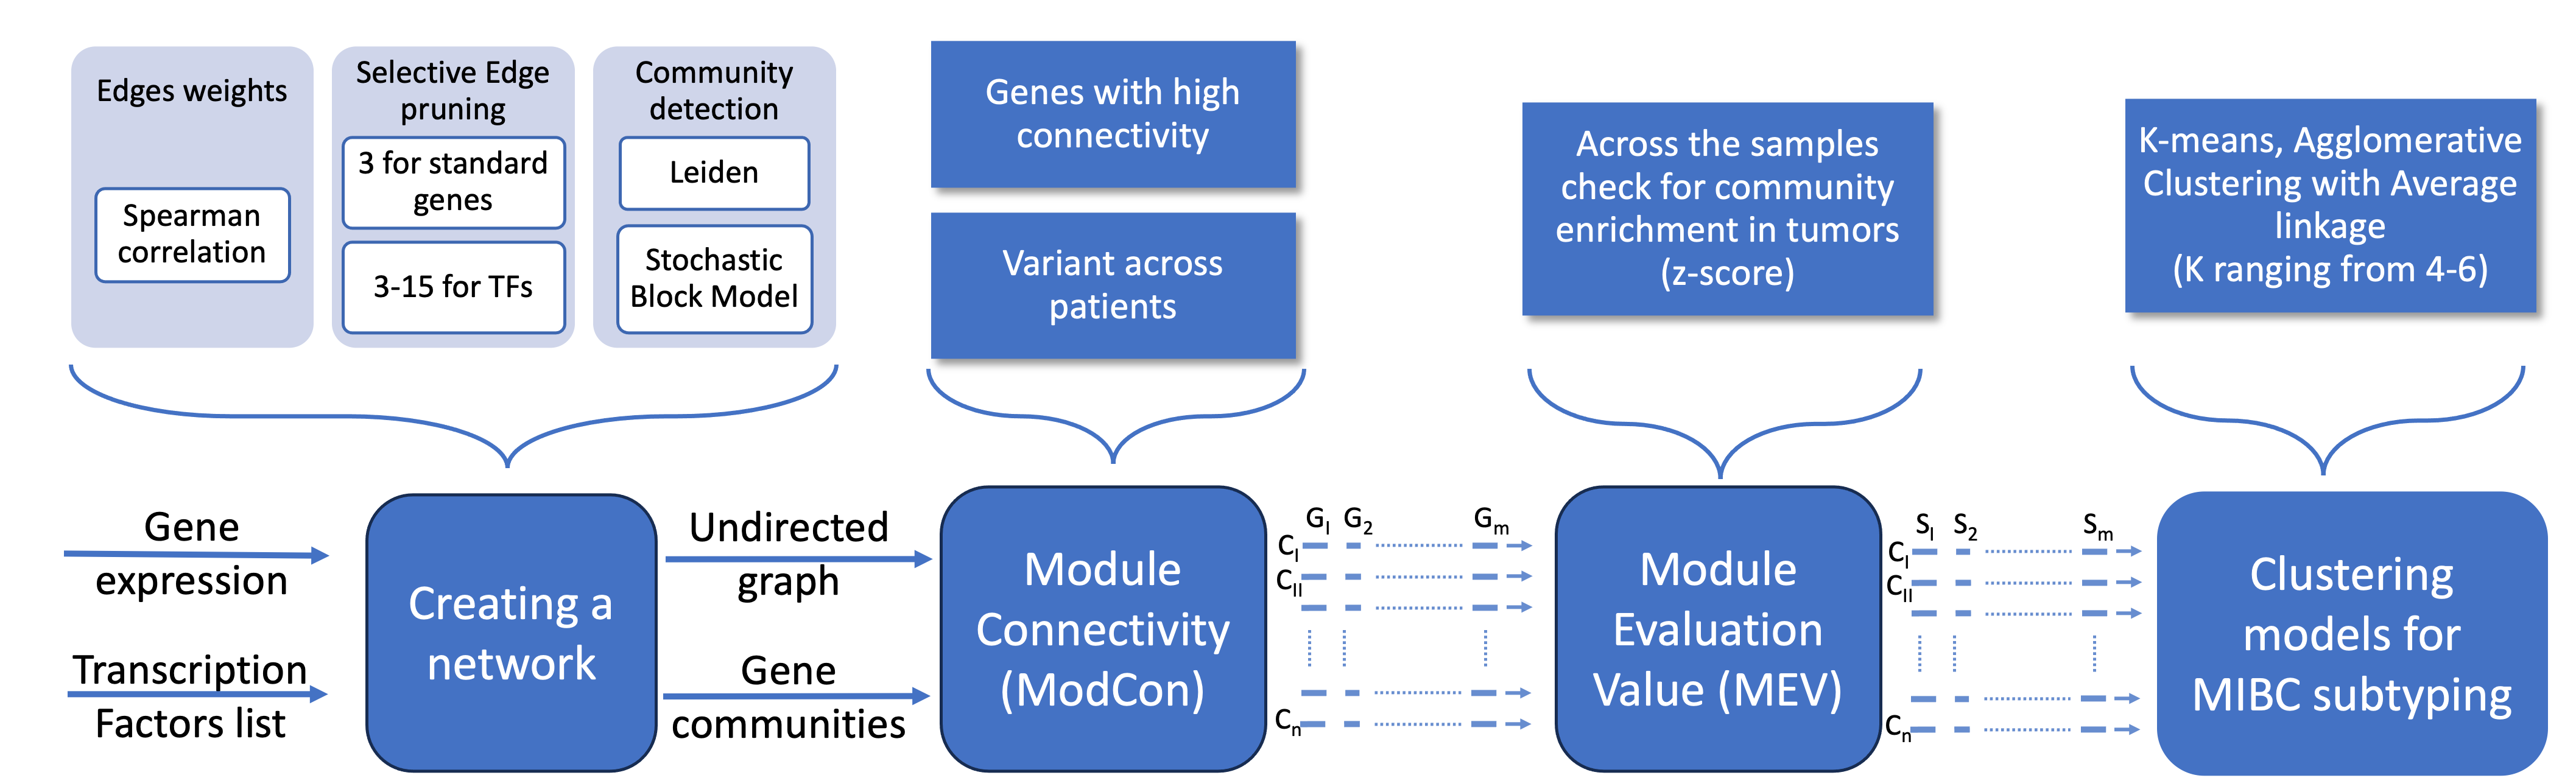 Edges weights
Spearman
correlation
Selective Edge
pruning
3 for standard
genes
3-15 for TFs
Community
detection
Leiden
Stochastic
Block Model
Genes with high
connectivity
Variant across
patients
Across the samples
check for community
enrichment in tumors
(z-score)
K-means, Agglomerative
Clustering with Average
linkage
(K ranging from 4-6)
Gene
expression
Transcription
Factors list
Creating a
network
Undirected
graph
Gene
communities
Module
Connectivity
(ModCon)
G_I G_2 G_m
C_I
C_II
C_n
Module
Evaluation
Value (MEV)
S_I S_2 S_m
C_I
C_II
C_n
Clustering
models for
MIBC subtyping